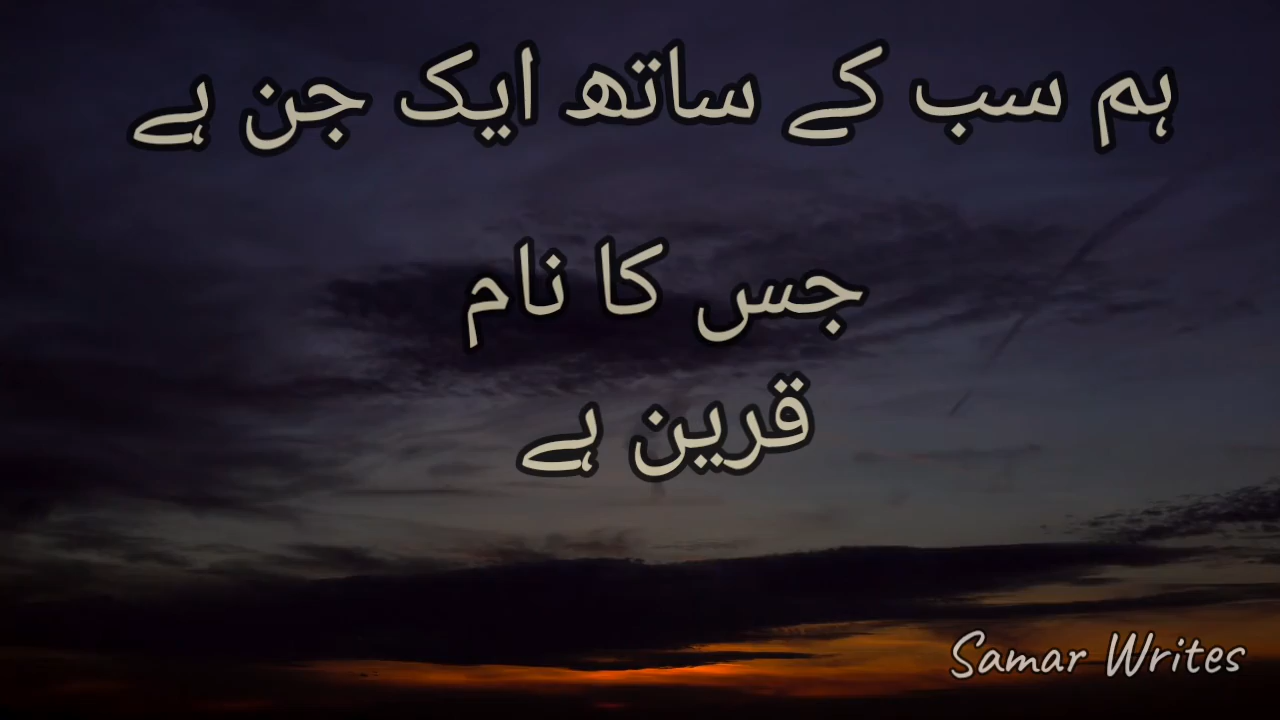 ہم سب کے ساتھ ایک جن ہے
جس کا نام
قرین ہے
Samar Writes